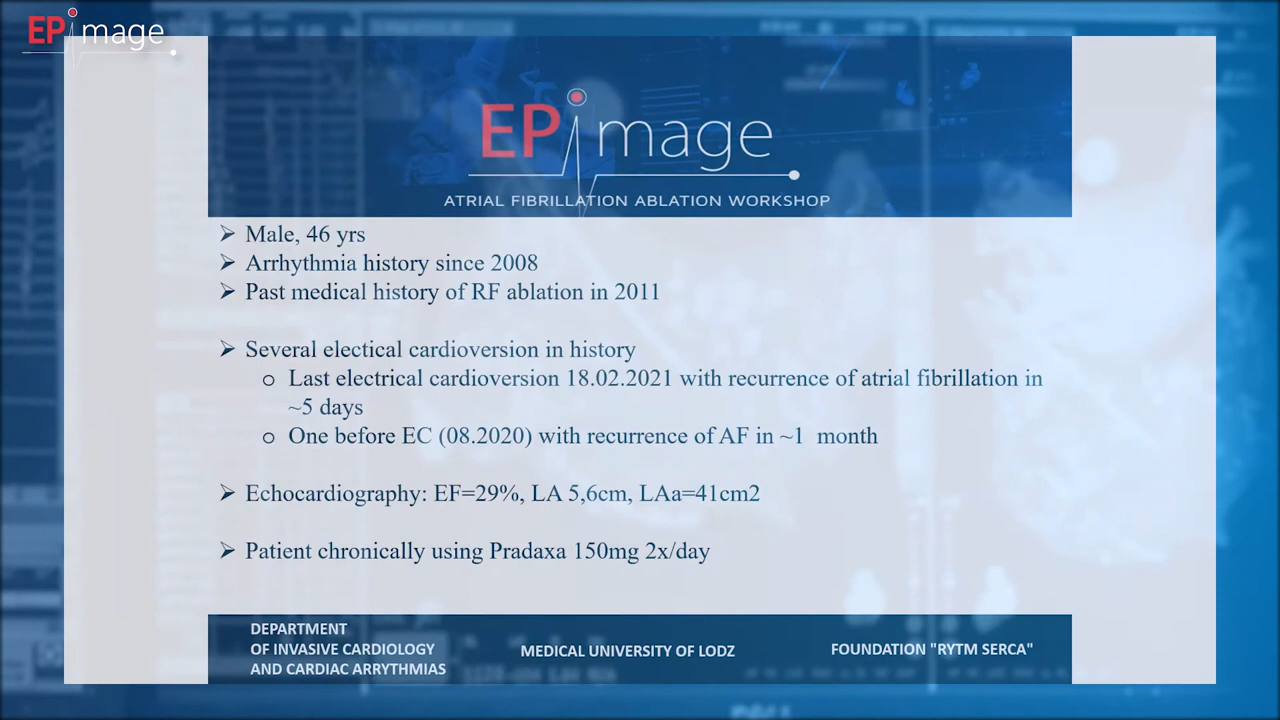 EPimage
EPimage
ATRIAL FIBRILLATION ABLATION WORKSHOP
➢ Male, 46 yrs
➢ Arrhythmia history since 2008
➢ Past medical history of RF ablation in 2011
➢ Several electical cardioversion in history
o Last electrical cardioversion 18.02.2021 with recurrence of atrial fibrillation in
~5 days
o One before EC (08.2020) with recurrence of AF in ~1 month
➢ Echocardiography: EF=29%, LA 5,6cm, LAa=41cm2
➢ Patient chronically using Pradaxa 150mg 2x/day
DEPARTMENT
OF INVASIVE CARDIOLOGY
AND CARDIAC ARRYTHMIAS
MEDICAL UNIVERSITY OF LODZ
FOUNDATION "RYTM SERCA"